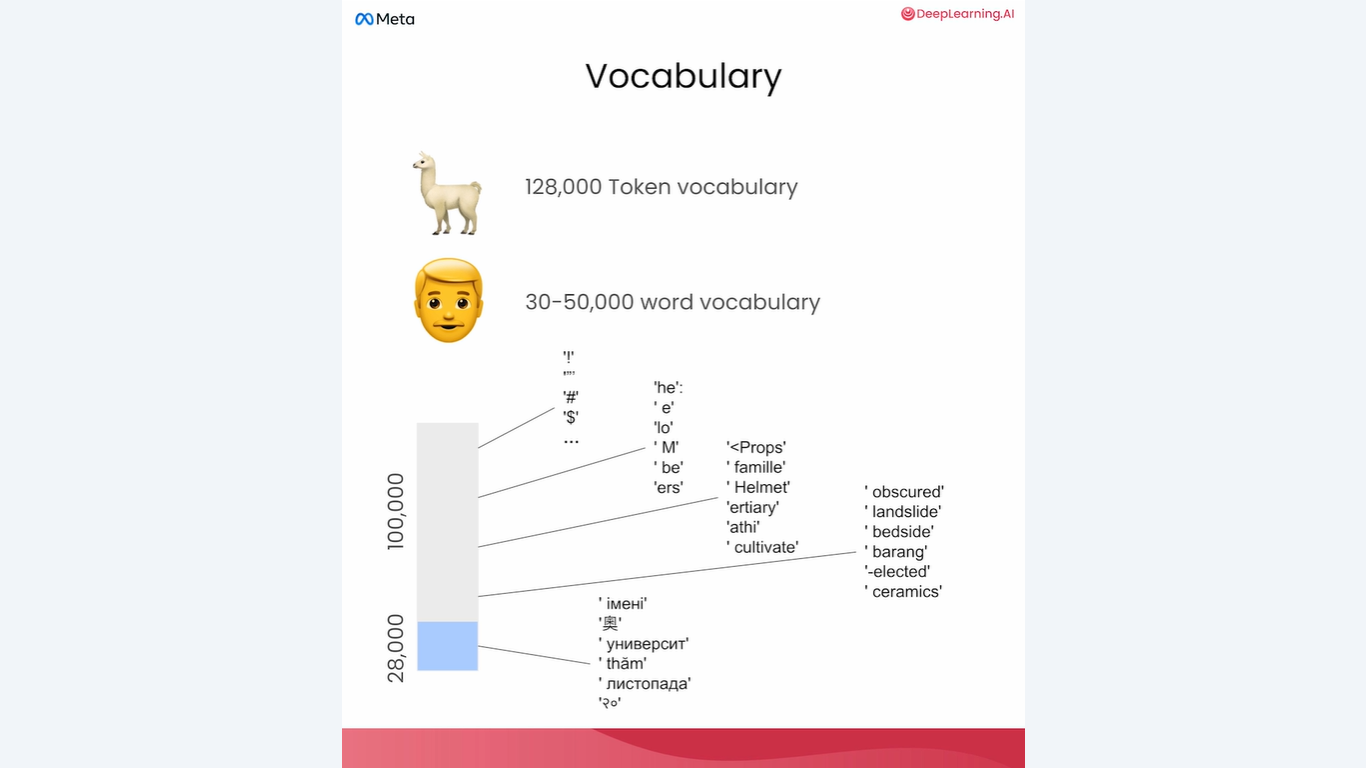 Meta
DeepLearning.AI
Vocabulary
128,000 Token vocabulary
30-50,000 word vocabulary
'!'
'"'
'#'
'$'
...
'he':
' e'
'lo'
' M'
' be'
'ers'
'<Props'
' famille'
' Helmet'
'ertiary'
'athi'
' cultivate'
' obscured'
' landslide'
' bedside'
' barang'
'-elected'
' ceramics'
100,000
28,000
' імені'
'奧'
' университ'
' thăm'
' листопада'
'२०'